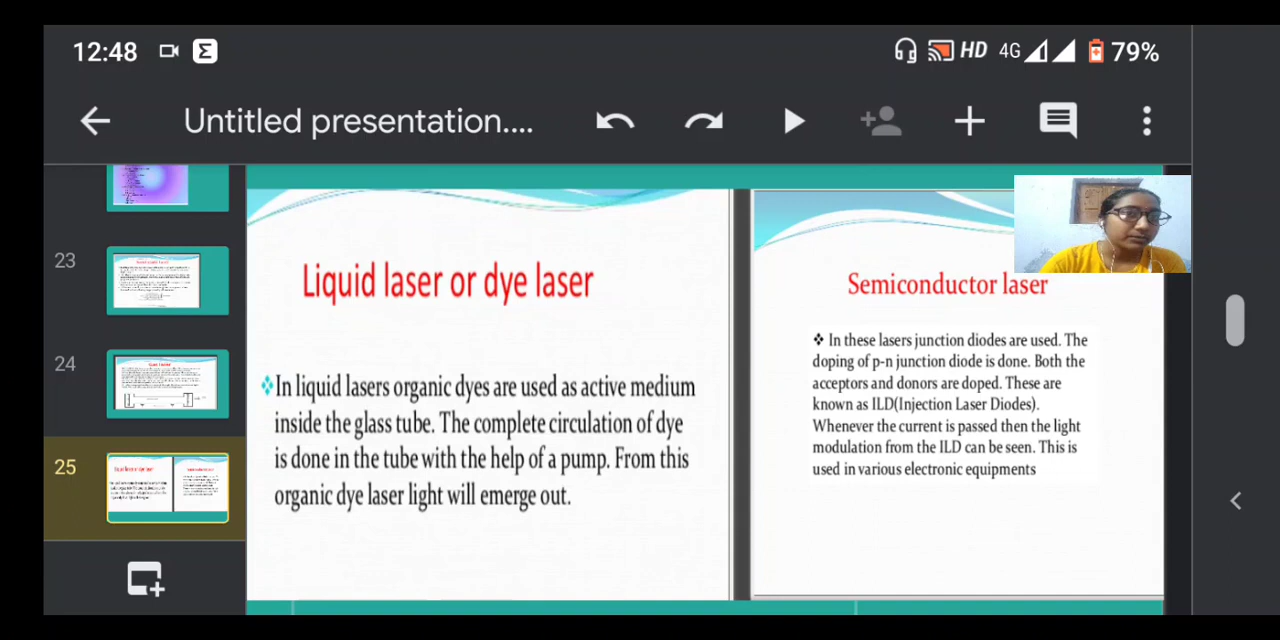 12:48 Σ HD 4G 79%
Untitled presentation....
23
24
25
Liquid laser or dye laser
❖In liquid lasers organic dyes are used as active medium
inside the glass tube. The complete circulation of dye
is done in the tube with the help of a pump. From this
organic dye laser light will emerge out.
Semiconductor laser
❖ In these lasers junction diodes are used. The
doping of p-n junction diode is done. Both the
acceptors and donors are doped. These are
known as ILD(Injection Laser Diodes).
Whenever the current is passed then the light
modulation from the ILD can be seen. This is
used in various electronic equipments